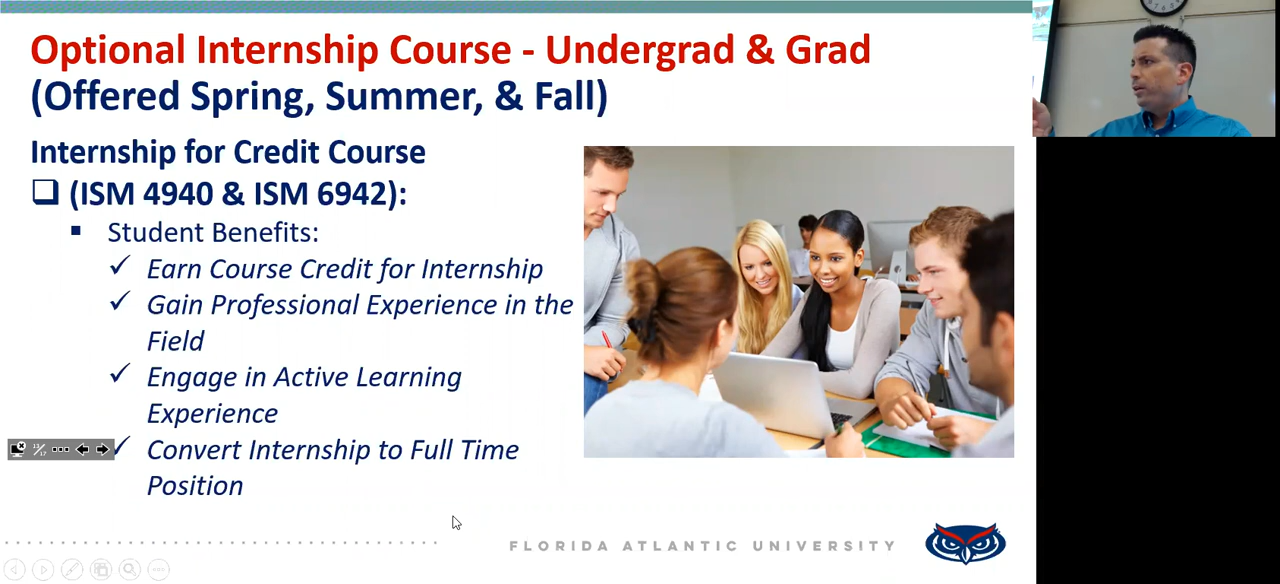 Optional Internship Course - Undergrad & Grad
(Offered Spring, Summer, & Fall)
Internship for Credit Course
(ISM 4940 & ISM 6942):
Student Benefits:
Earn Course Credit for Internship
Gain Professional Experience in the
Field
Engage in Active Learning
Experience
Convert Internship to Full Time
Position
FLORIDA ATLANTIC UNIVERSITY